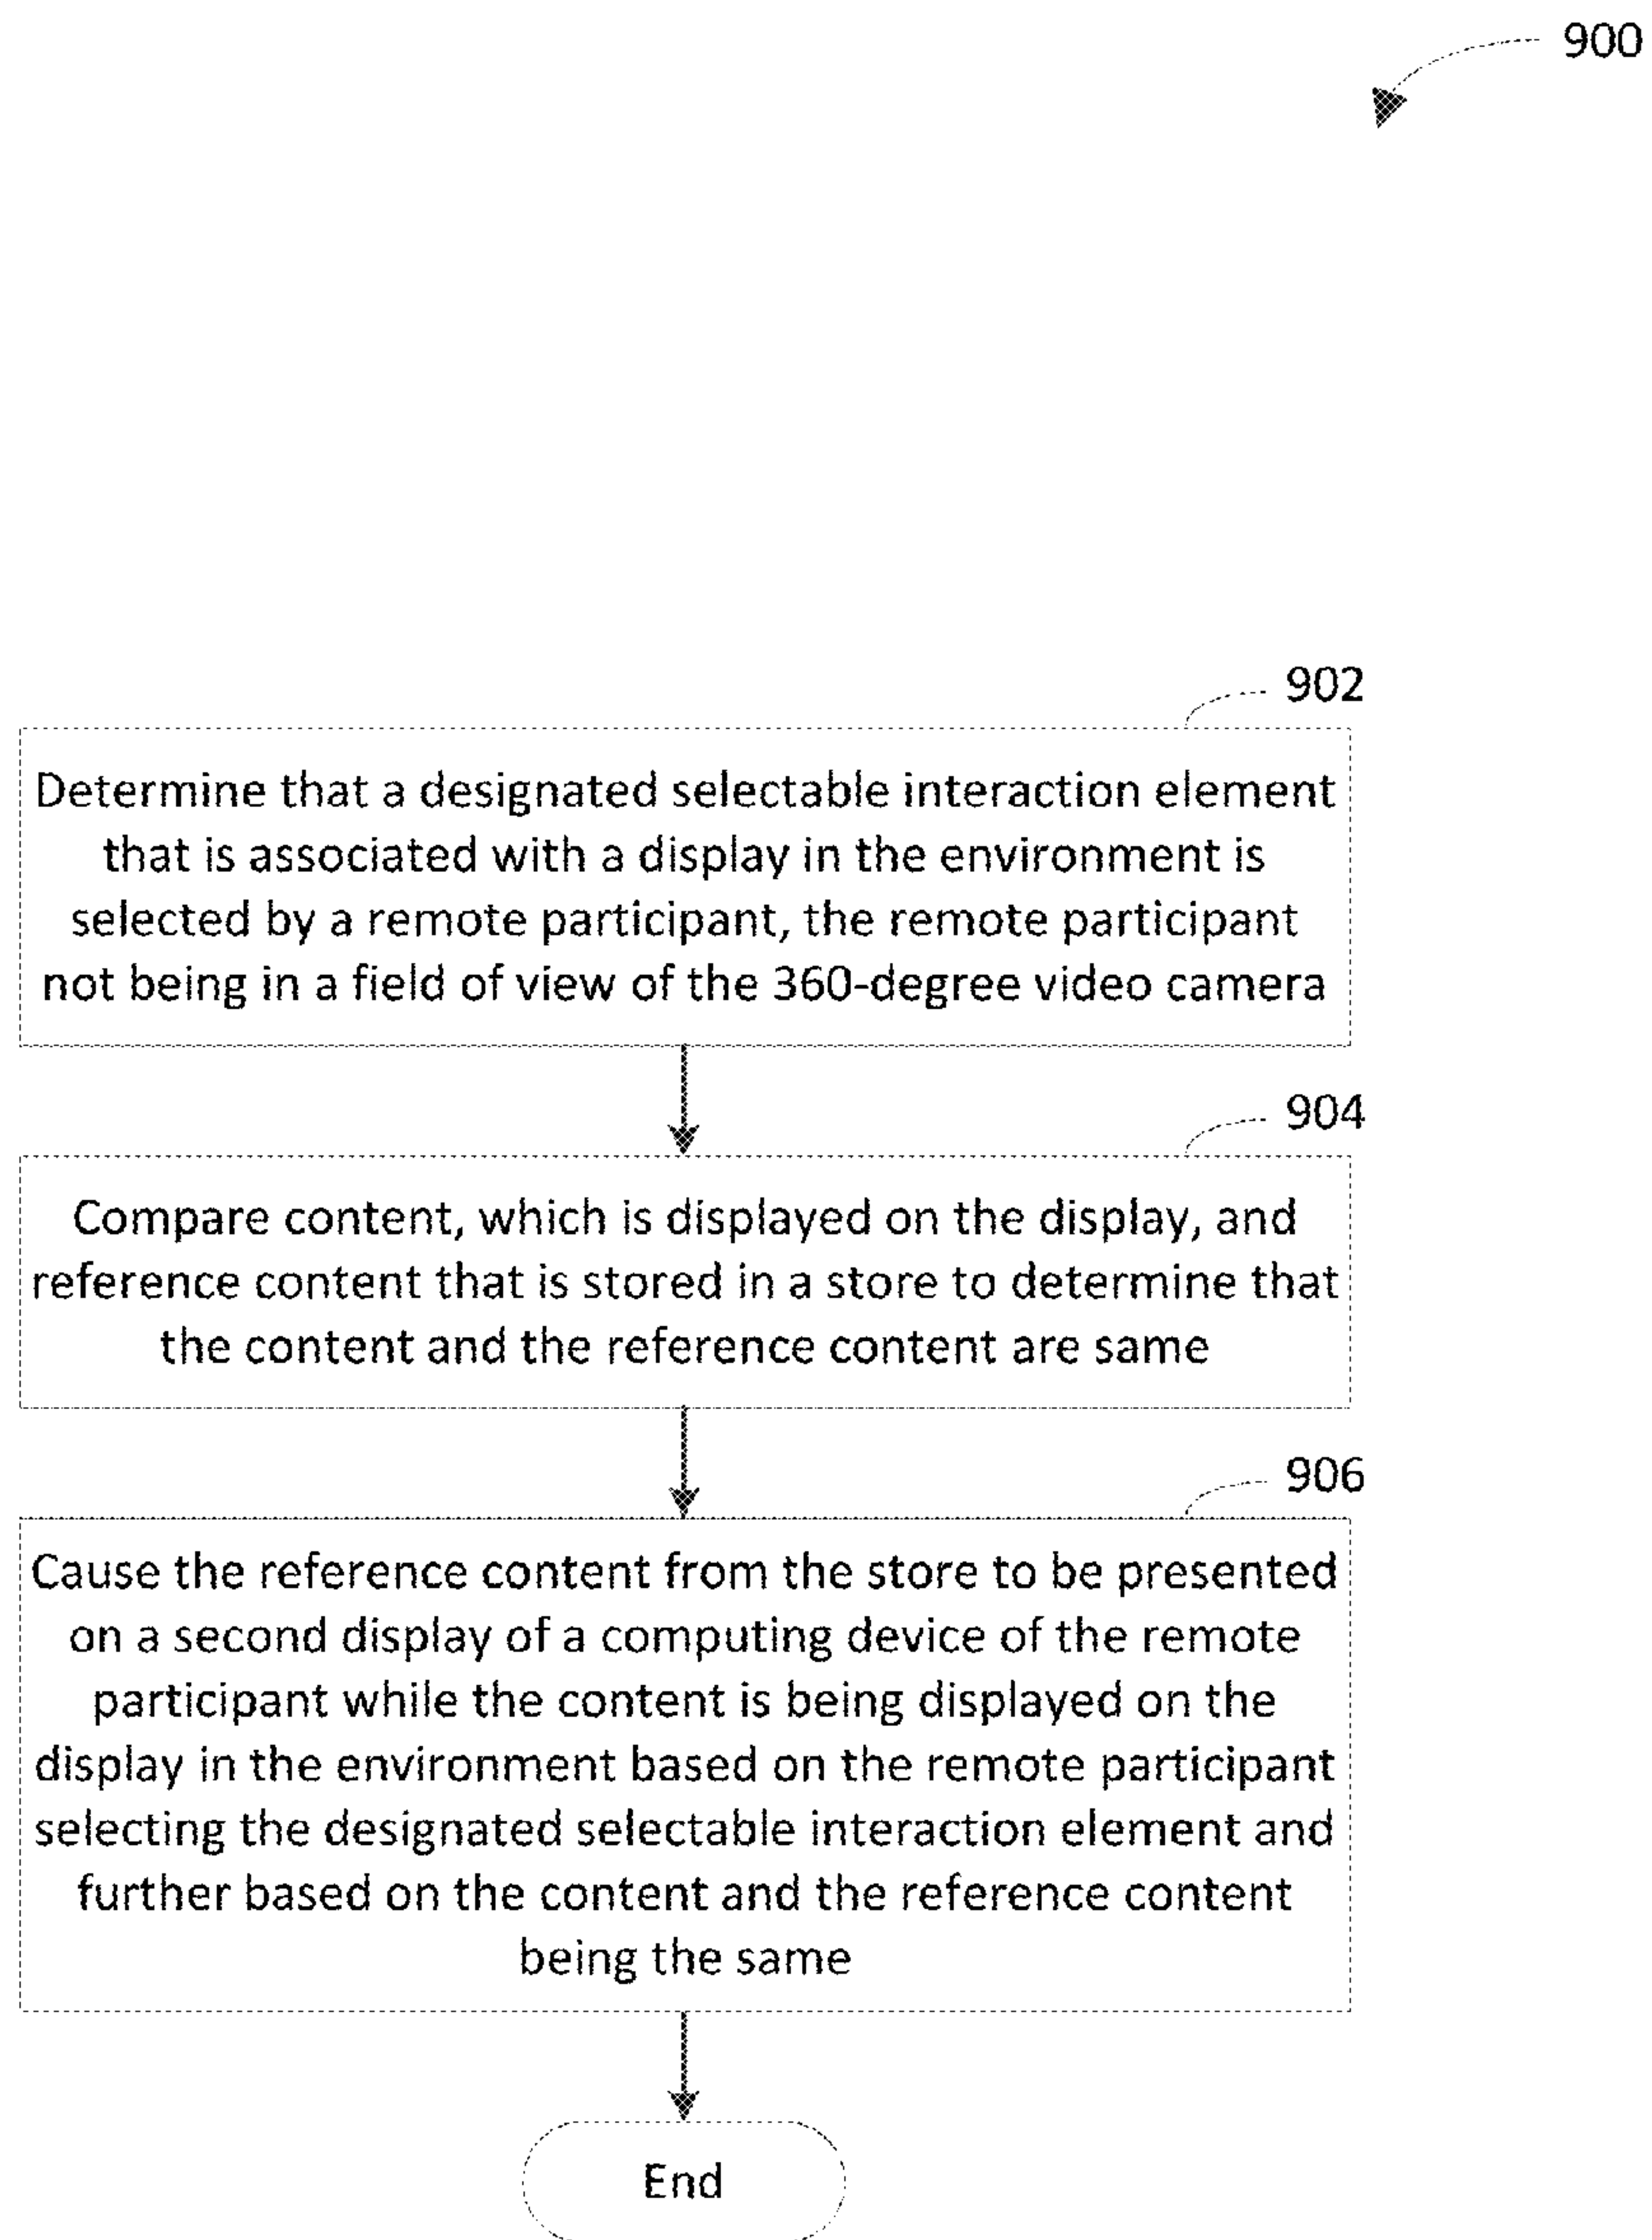 900
902
Determine that a designated selectable interaction element
that is associated with a display in the environment is
selected by a remote participant, the remote participant
not being in a field of view of the 360-degree video camera
904
Compare content, which is displayed on the display, and
reference content that is stored in a store to determine that
the content and the reference content are same
906
Cause the reference content from the store to be presented
on a second display of a computing device of the remote
participant while the content is being displayed on the
display in the environment based on the remote participant
selecting the designated selectable interaction element and
further based on the content and the reference content
being the same
End